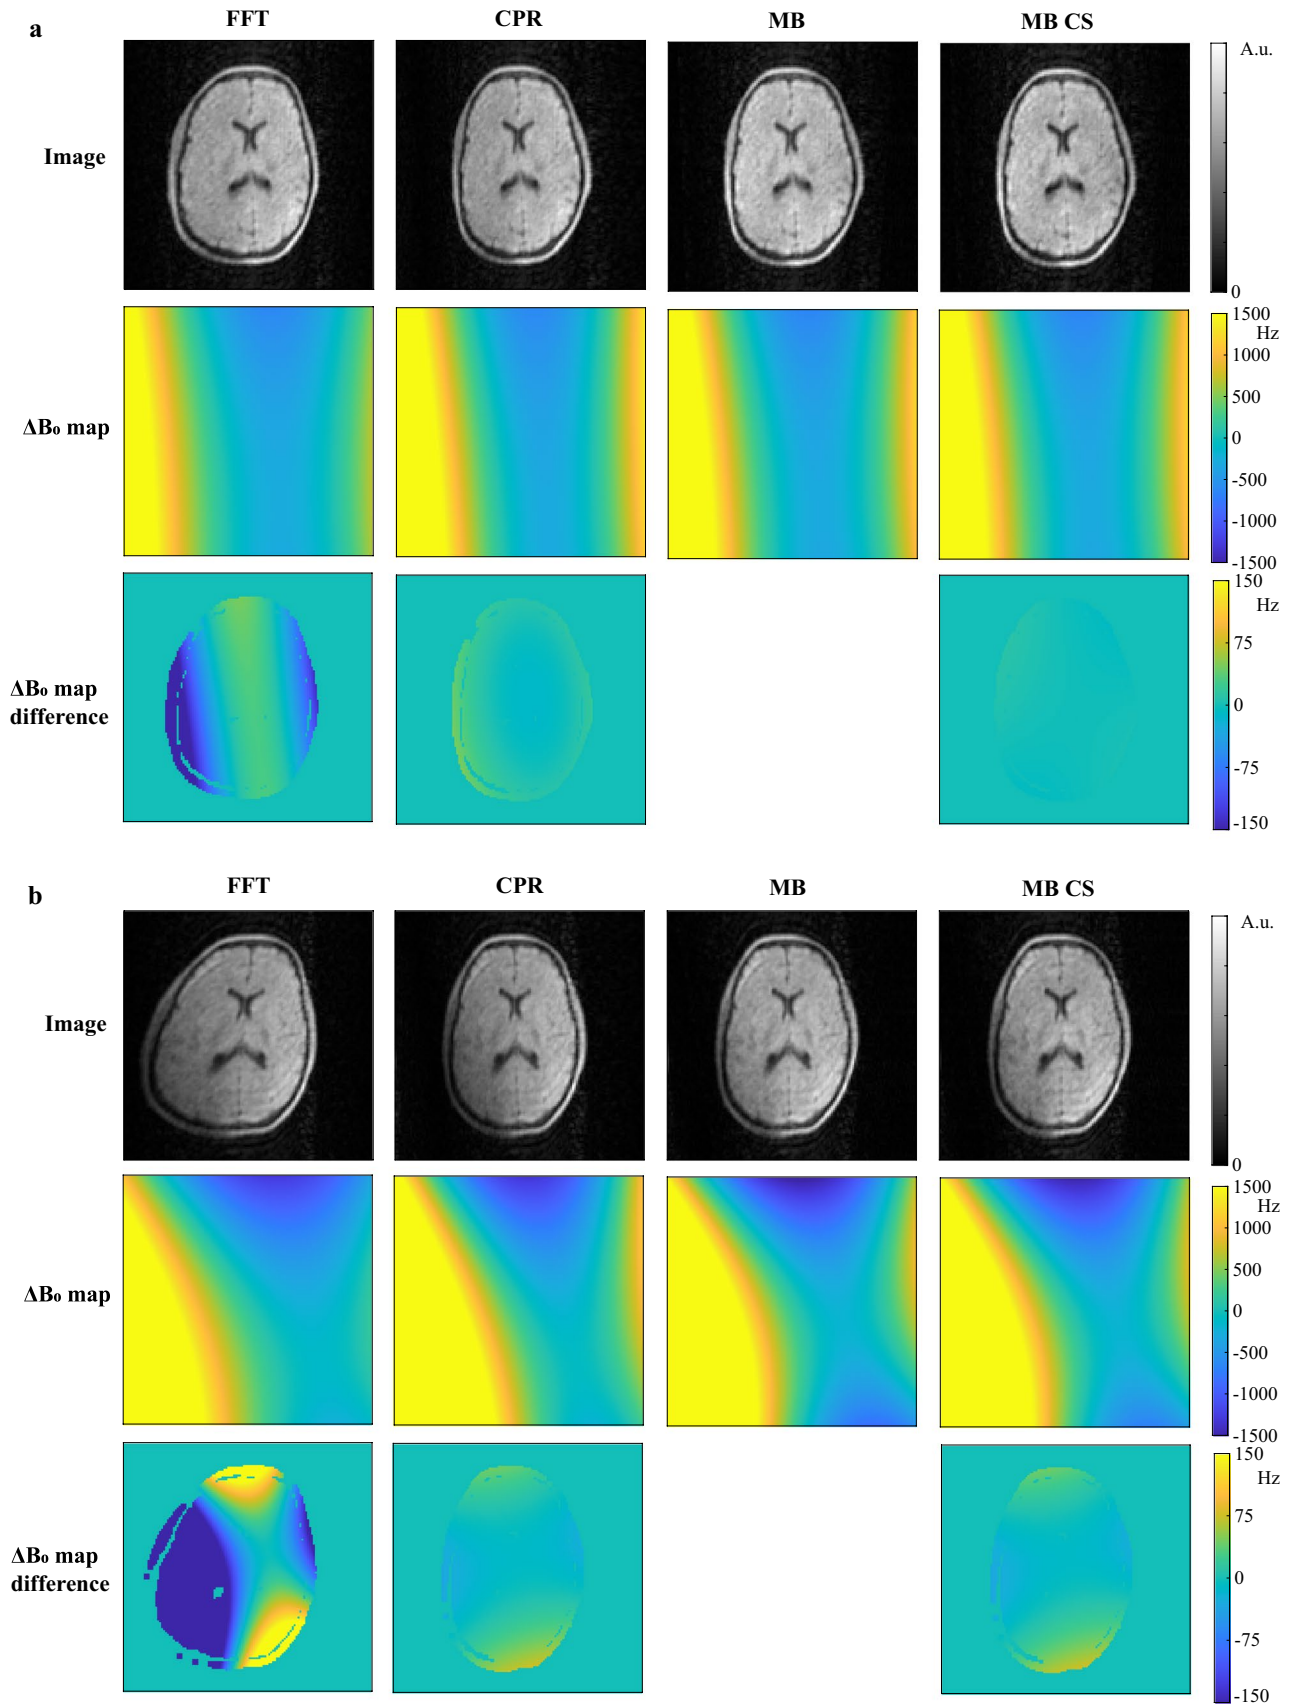 a
FFT CPR MB MB CS
Image
A.u.
0
ΔB₀ map
1500
Hz
1000
500
0
-500
-1000
-1500
ΔB₀ map
difference
150
Hz
75
0
-75
-150
b
FFT CPR MB MB CS
Image
A.u.
0
ΔB₀ map
1500
Hz
1000
500
0
-500
-1000
-1500
ΔB₀ map
difference
150
Hz
75
0
-75
-150